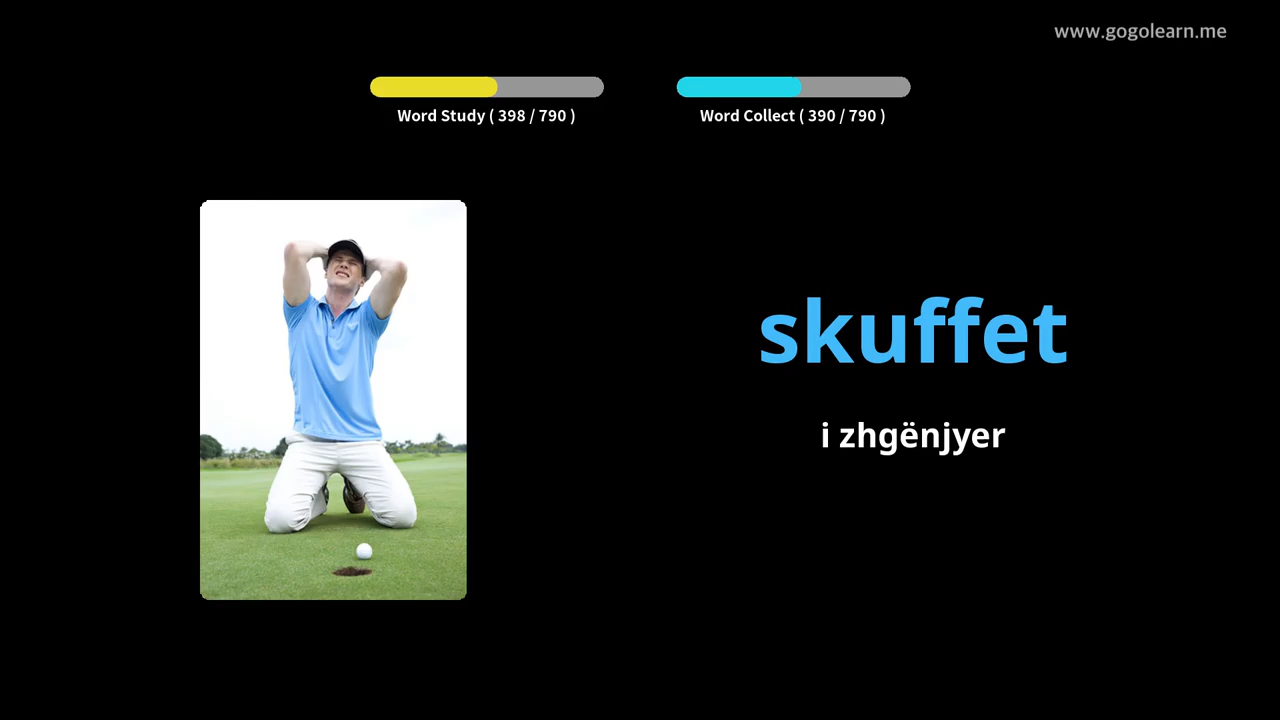 www.gogolearn.me
Word Study ( 398 / 790 )
Word Collect ( 390 / 790 )
skuffet
i zhgënjyer